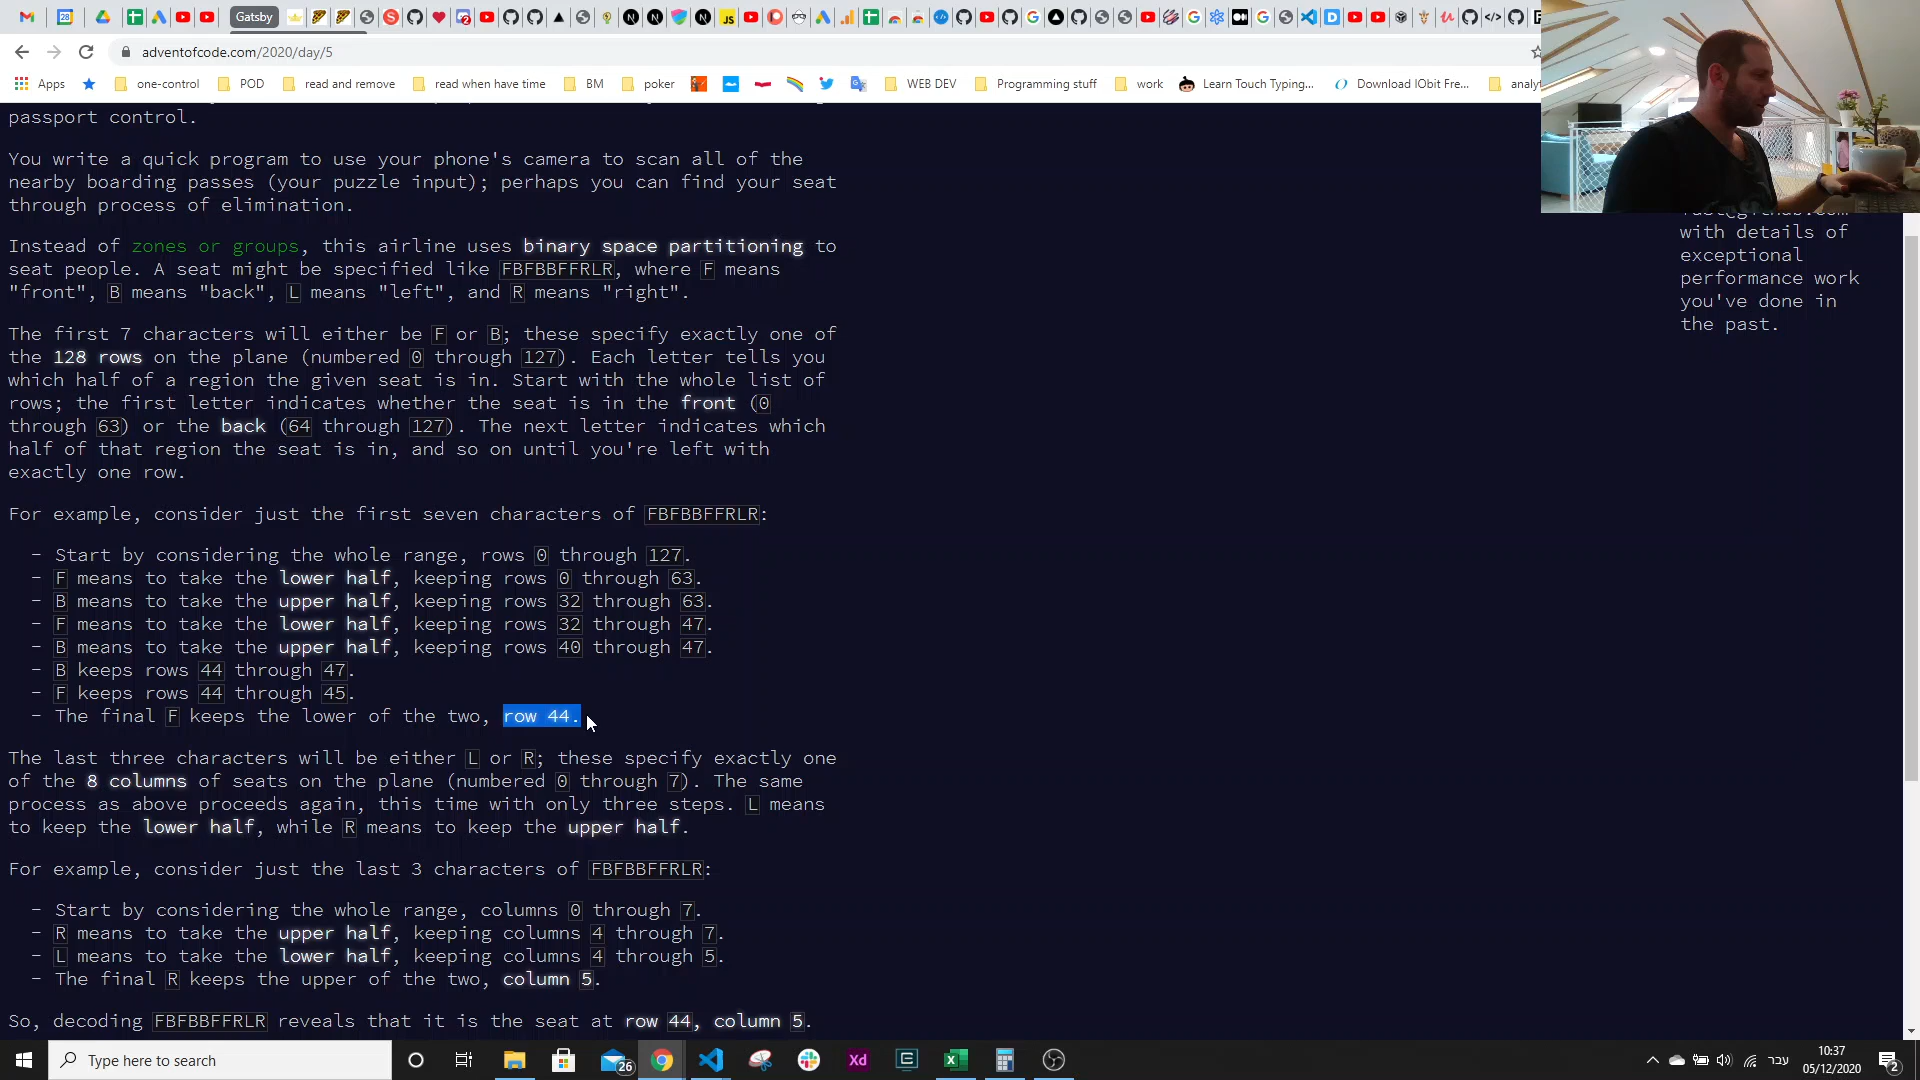 Gatsby
adventofcode.com/2020/day/5
Apps one-control POD read and remove read when have time BM poker WEB DEV Programming stuff work Learn Touch Typing... Download IObit Fre...
passport control.
You write a quick program to use your phone's camera to scan all of the
nearby boarding passes (your puzzle input); perhaps you can find your seat
through process of elimination.
Instead of zones or groups, this airline uses binary space partitioning to
seat people. A seat might be specified like FBFBBFFRLR, where F means
"front", B means "back", L means "left", and R means "right".
The first 7 characters will either be F or B; these specify exactly one of
the 128 rows on the plane (numbered 0 through 127). Each letter tells you
which half of a region the given seat is in. Start with the whole list of
rows; the first letter indicates whether the seat is in the front (0
through 63) or the back (64 through 127). The next letter indicates which
half of that region the seat is in, and so on until you're left with
exactly one row.
For example, consider just the first seven characters of FBFBBFFRLR:
- Start by considering the whole range, rows 0 through 127.
- F means to take the lower half, keeping rows 0 through 63.
- B means to take the upper half, keeping rows 32 through 63.
- F means to take the lower half, keeping rows 32 through 47.
- B means to take the upper half, keeping rows 40 through 47.
- B keeps rows 44 through 47.
- F keeps rows 44 through 45.
- The final F keeps the lower of the two, row 44.
The last three characters will be either L or R; these specify exactly one
of the 8 columns of seats on the plane (numbered 0 through 7). The same
process as above proceeds again, this time with only three steps. L means
to keep the lower half, while R means to keep the upper half.
For example, consider just the last 3 characters of FBFBBFFRLR:
- Start by considering the whole range, columns 0 through 7.
- R means to take the upper half, keeping columns 4 through 7.
- L means to take the lower half, keeping columns 4 through 5.
- The final R keeps the upper of the two, column 5.
So, decoding FBFBBFFRLR reveals that it is the seat at row 44, column 5.
with details of
exceptional
performance work
you've done in
the past.
Type here to search
26
Xd
עבר
10:37
05/12/2020
2